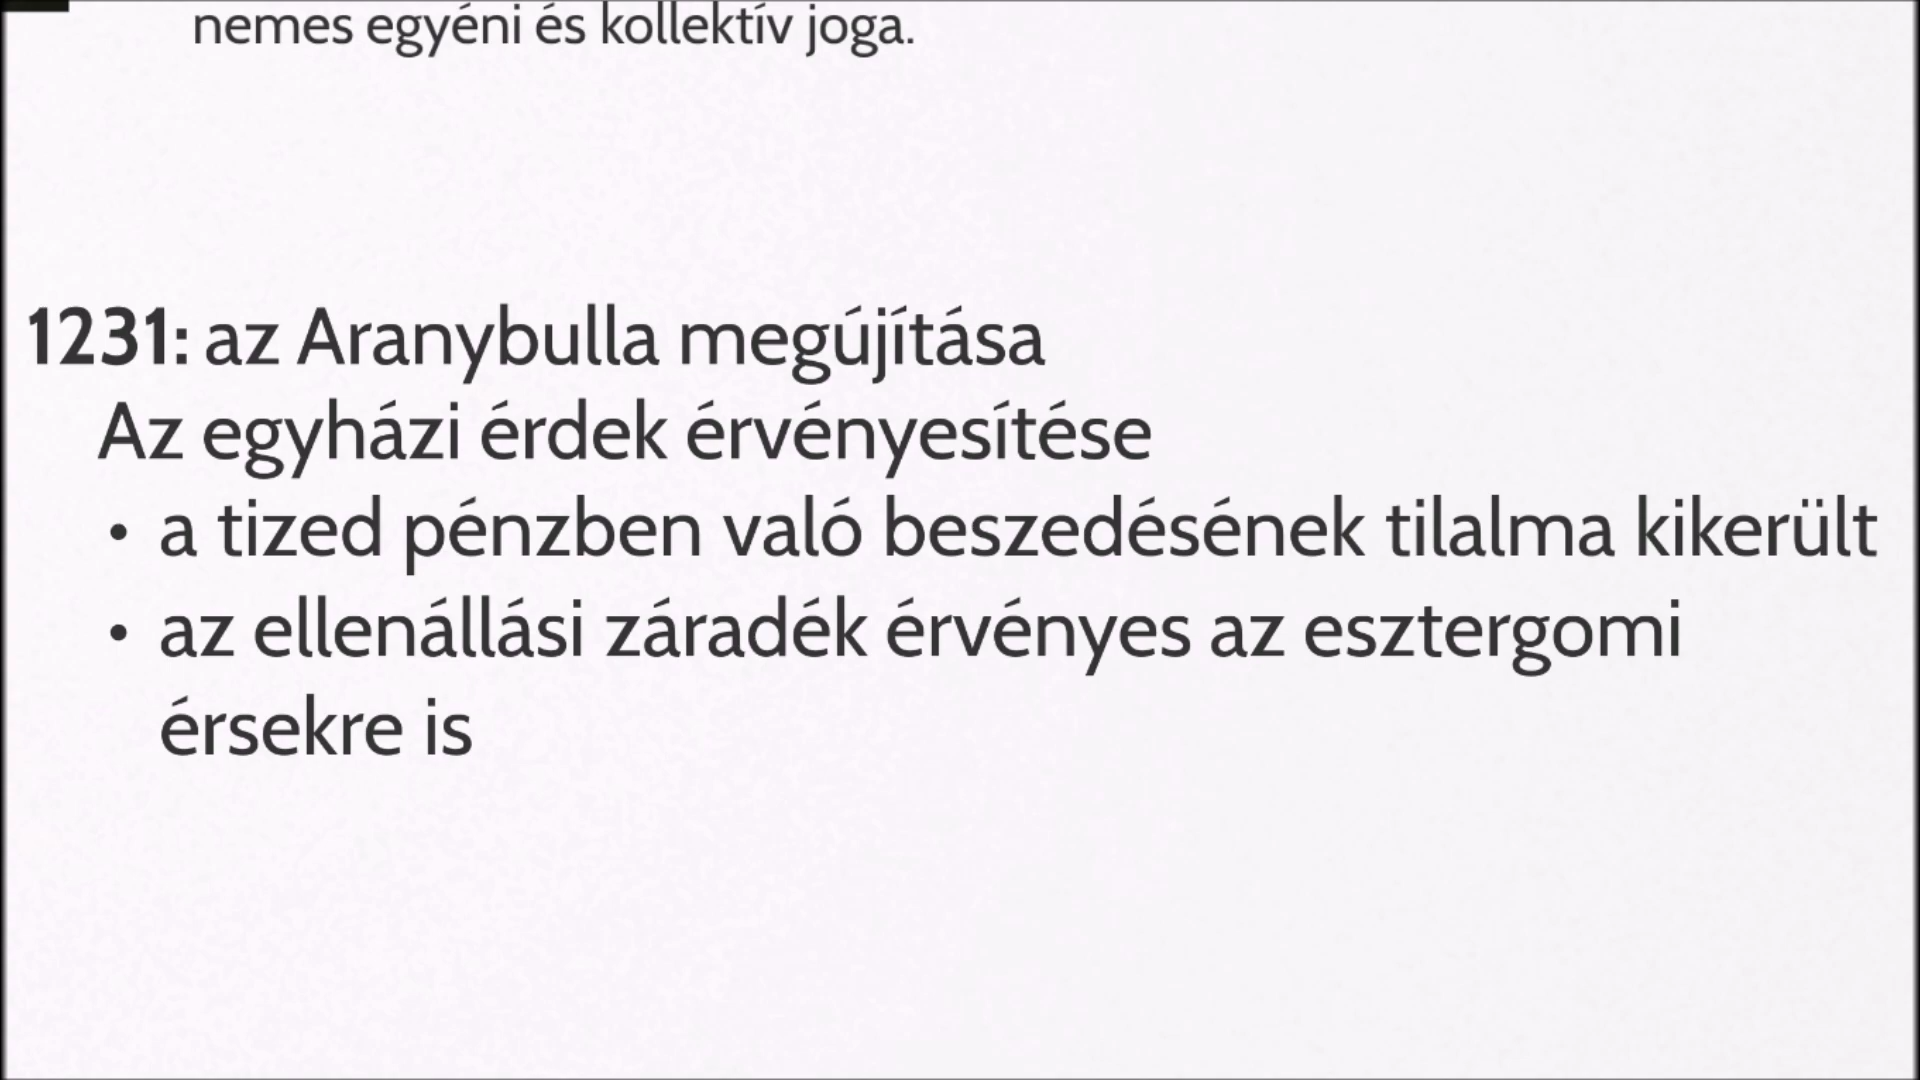 nemes egyéni és kollektív joga.
1231: az Aranybulla megújítása
Az egyházi érdek érvényesítése
• a tized pénzben való beszedésének tilalma kikerült
• az ellenállási záradék érvényes az esztergomi
érsekre is